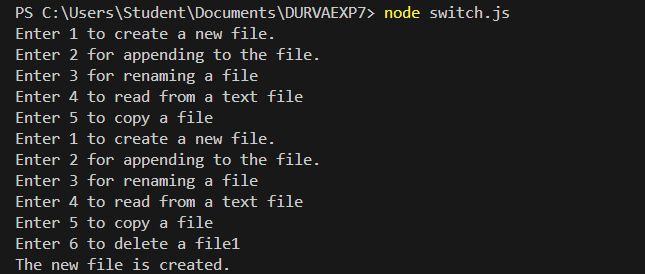 PS C:\Users\Student\Documents\DURVAEXP7> node switch.js
Enter 1 to create a new file.
Enter 2 for appending to the file.
Enter 3 for renaming a file
Enter 4 to read from a text file
Enter 5 to copy a file
Enter 1 to create a new file.
Enter 2 for appending to the file.
Enter 3 for renaming a file
Enter 4 to read from a text file
Enter 5 to copy a file
Enter 6 to delete a file1
The new file is created.